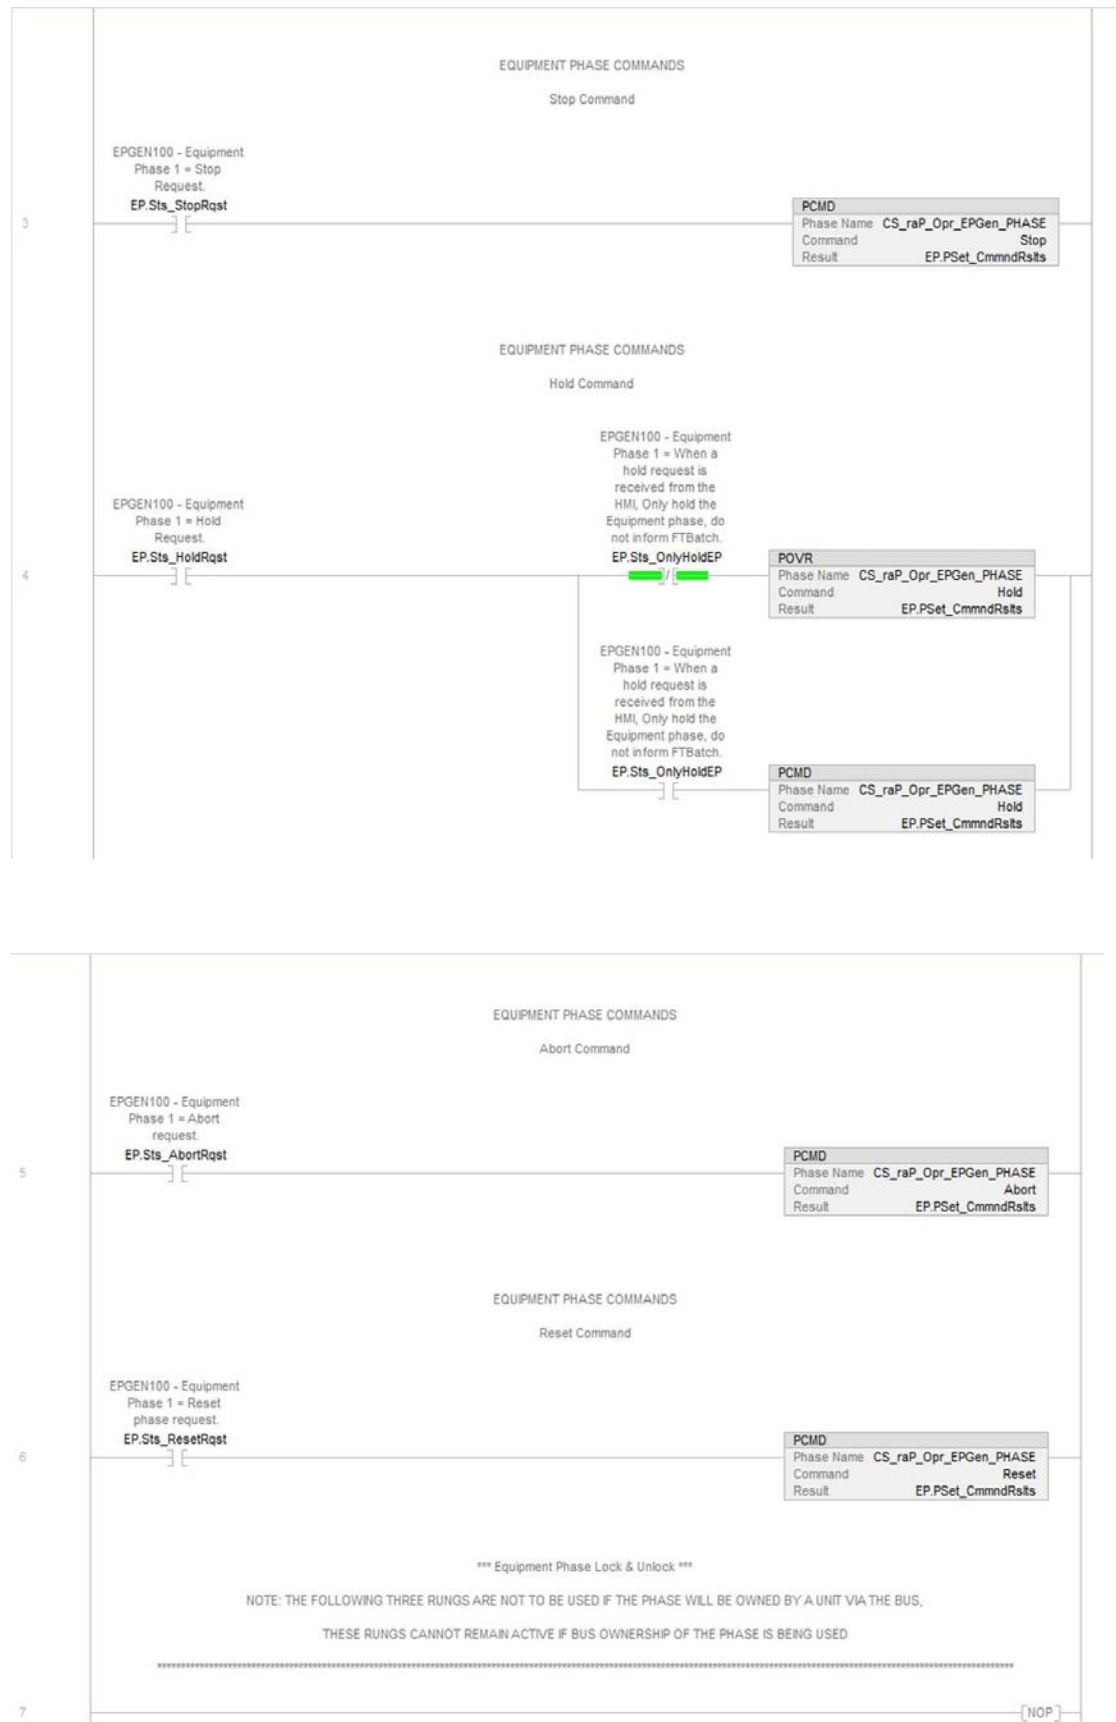 EQUIPMENT PHASE COMMANDS
Stop Command
EPGEN100 - Equipment
Phase 1 = Stop
Request.
EP.Sts_StopRqst
3
PCMD
Phase Name CS_raP_Opr_EPGen_PHASE
Command Stop
Result EP.PSet_CmmndRslts
EQUIPMENT PHASE COMMANDS
Hold Command
EPGEN100 - Equipment
Phase 1 = Hold
Request.
EP.Sts_HoldRqst
4
EPGEN100 - Equipment
Phase 1 = When a
hold request is
received from the
HMI, Only hold the
Equipment phase, do
not inform FTBatch.
EP.Sts_OnlyHoldEP
POVR
Phase Name CS_raP_Opr_EPGen_PHASE
Command Hold
Result EP.PSet_CmmndRslts
EPGEN100 - Equipment
Phase 1 = When a
hold request is
received from the
HMI, Only hold the
Equipment phase, do
not inform FTBatch.
EP.Sts_OnlyHoldEP
PCMD
Phase Name CS_raP_Opr_EPGen_PHASE
Command Hold
Result EP.PSet_CmmndRslts
EQUIPMENT PHASE COMMANDS
Abort Command
EPGEN100 - Equipment
Phase 1 = Abort
request.
EP.Sts_AbortRqst
5
PCMD
Phase Name CS_raP_Opr_EPGen_PHASE
Command Abort
Result EP.PSet_CmmndRslts
EQUIPMENT PHASE COMMANDS
Reset Command
EPGEN100 - Equipment
Phase 1 = Reset
phase request.
EP.Sts_ResetRqst
6
PCMD
Phase Name CS_raP_Opr_EPGen_PHASE
Command Reset
Result EP.PSet_CmmndRslts
*** Equipment Phase Lock & Unlock ***
NOTE: THE FOLLOWING THREE RUNGS ARE NOT TO BE USED IF THE PHASE WILL BE OWNED BY A UNIT VIA THE BUS,
THESE RUNGS CANNOT REMAIN ACTIVE IF BUS OWNERSHIP OF THE PHASE IS BEING USED
7
NOP